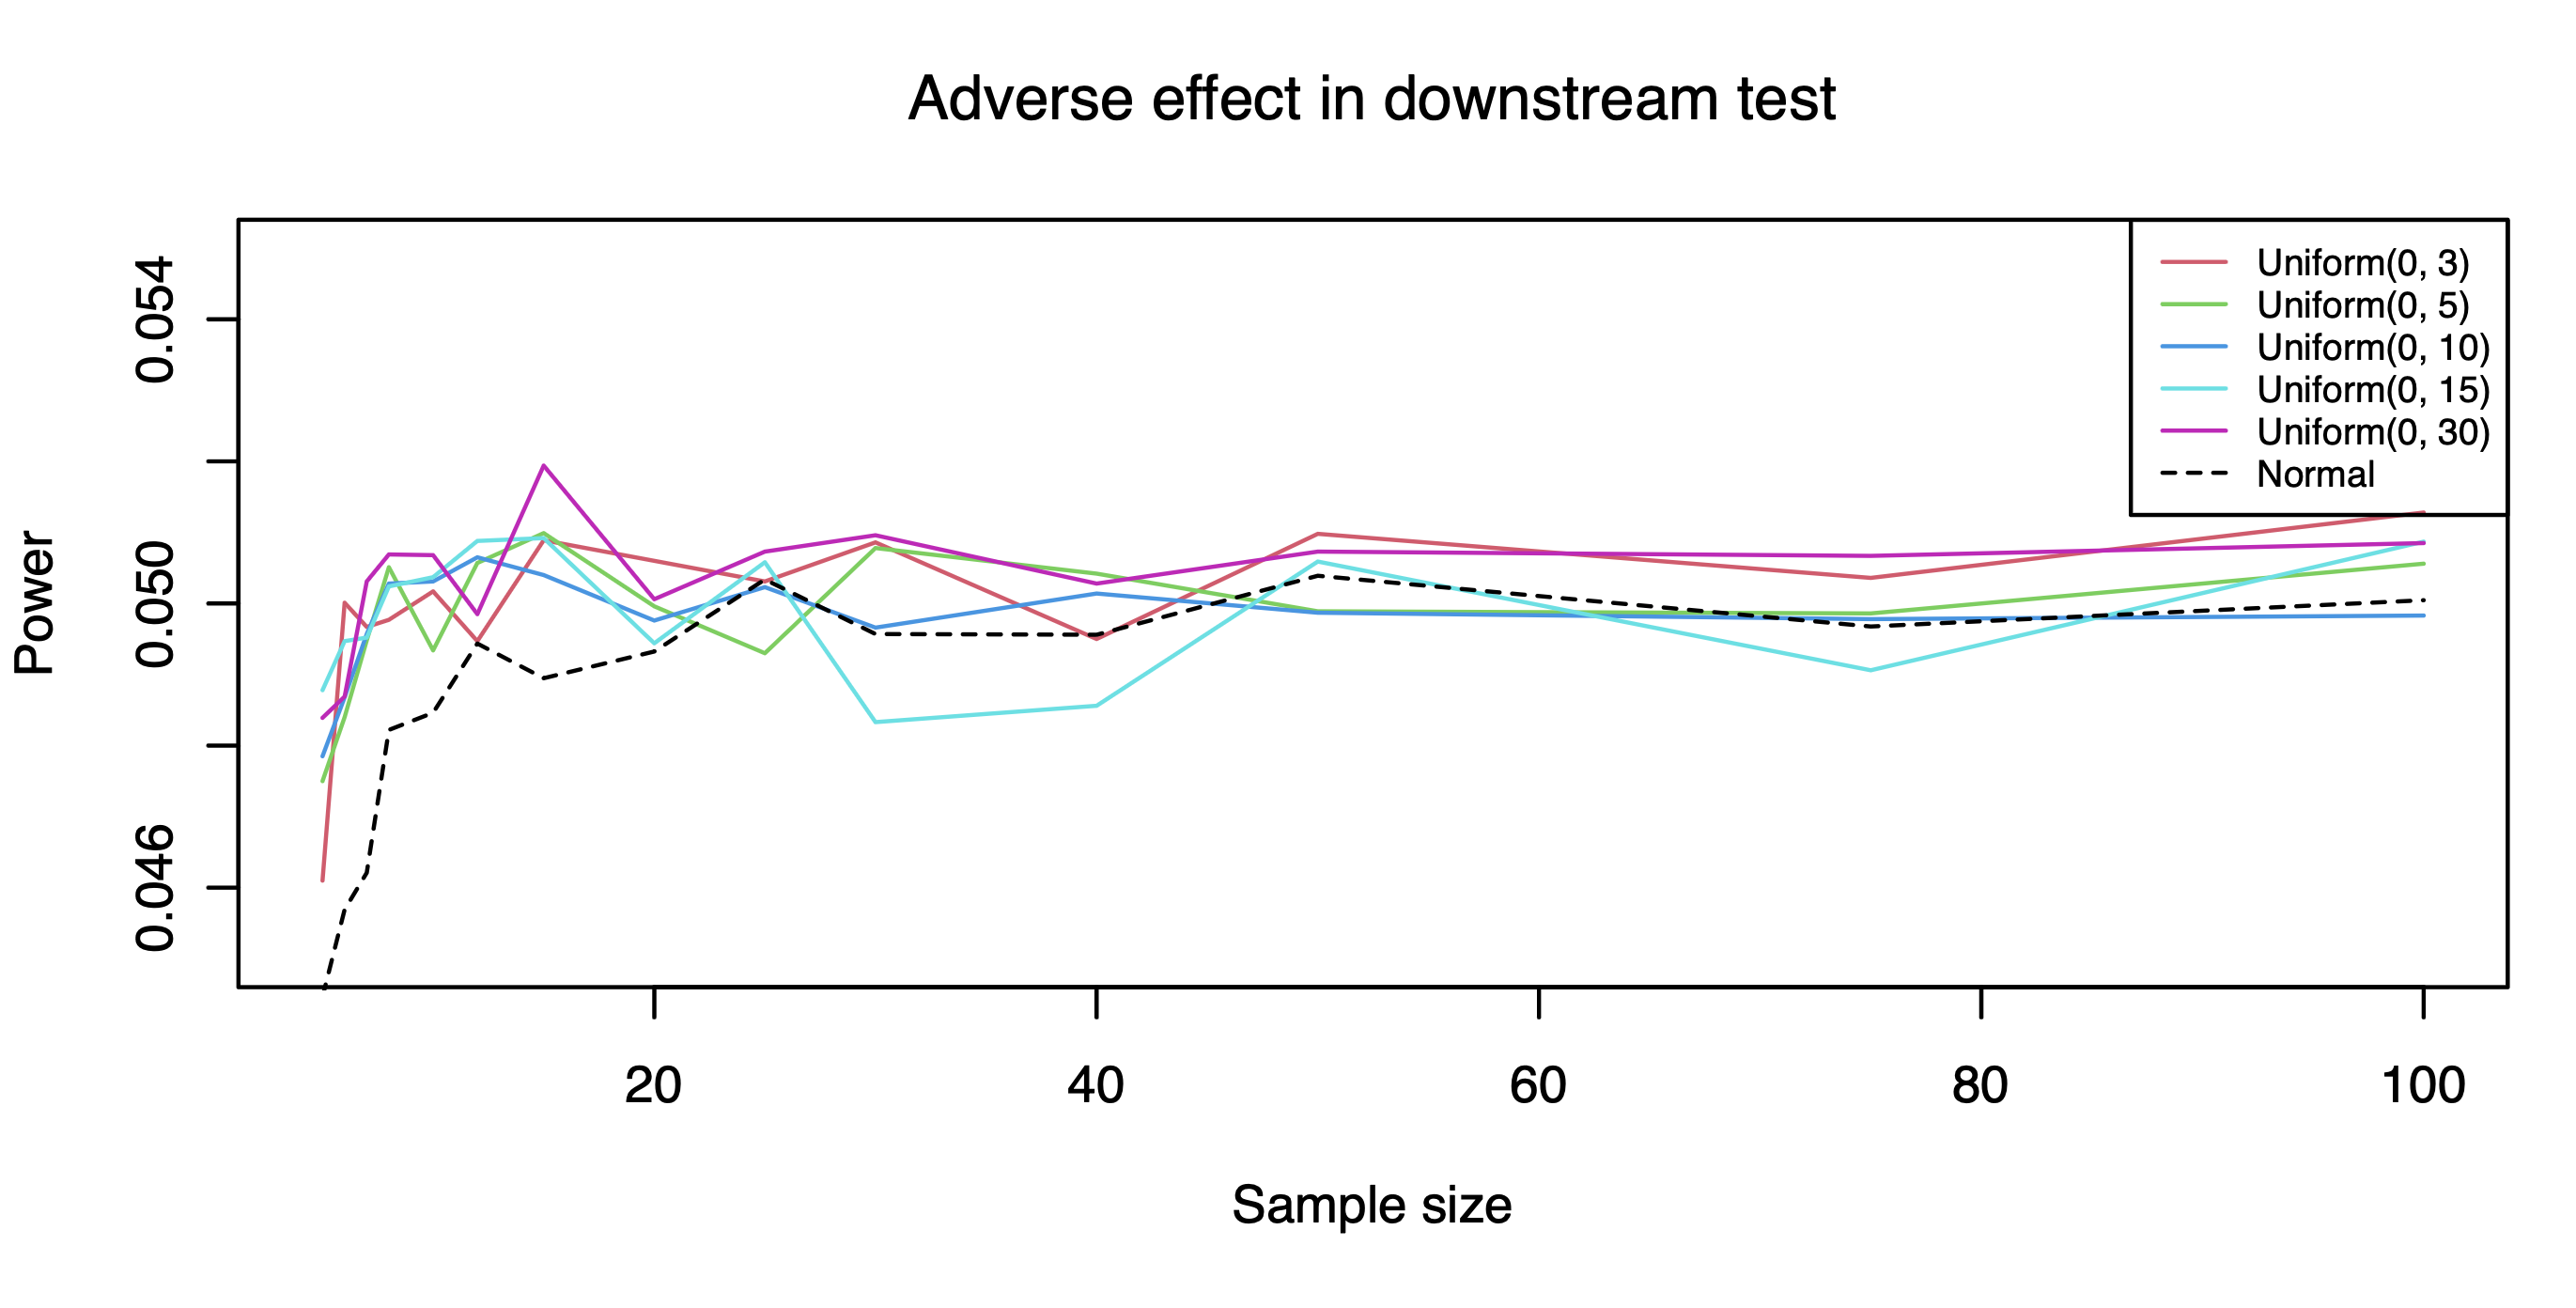 Adverse effect in downstream test
Uniform(0, 3)
Uniform(0, 5)
Uniform(0, 10)
Uniform(0, 15)
Uniform(0, 30)
Normal
Power
0.054
0.050
0.046
20 40 60 80 100
Sample size